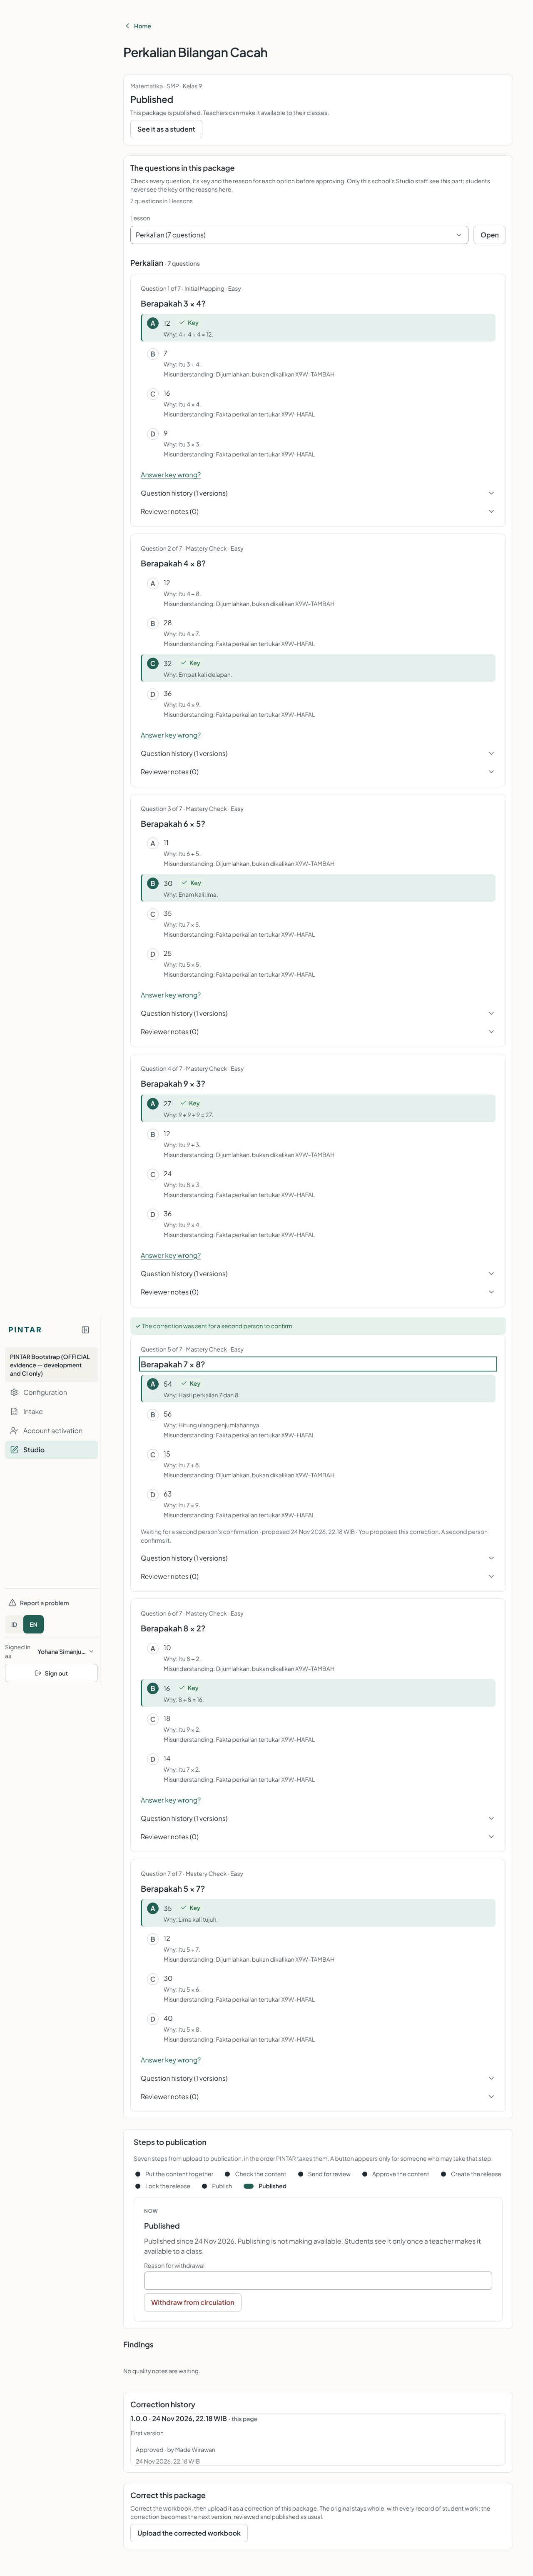 Home
Perkalian Bilangan Cacah
Matematika · SMP · Kelas 9
Published
This package is published. Teachers can make it available to their classes.
See it as a student
The questions in this package
Check every question, its key and the reason for each option before approving. Only this school's Studio staff see this part; students
never see the key or the reasons here.
7 questions in 1 lessons
Lesson
Perkalian (7 questions)
Open
Perkalian · 7 questions
Question 1 of 7 · Initial Mapping · Easy
Berapakah 3 × 4?
A 12 Key
Why: 4 + 4 + 4 = 12.
B 7
Why: Itu 3 + 4.
Misunderstanding: Dijumlahkan, bukan dikalikan X9W-TAMBAH
C 16
Why: Itu 4 × 4.
Misunderstanding: Fakta perkalian tertukar X9W-HAFAL
D 9
Why: Itu 3 × 3.
Misunderstanding: Fakta perkalian tertukar X9W-HAFAL
Answer key wrong?
Question history (1 versions)
Reviewer notes (0)
Question 2 of 7 · Mastery Check · Easy
Berapakah 4 × 8?
A 12
Why: Itu 4 + 8.
Misunderstanding: Dijumlahkan, bukan dikalikan X9W-TAMBAH
B 28
Why: Itu 4 × 7.
Misunderstanding: Fakta perkalian tertukar X9W-HAFAL
C 32 Key
Why: Empat kali delapan.
D 36
Why: Itu 4 × 9.
Misunderstanding: Fakta perkalian tertukar X9W-HAFAL
Answer key wrong?
Question history (1 versions)
Reviewer notes (0)
Question 3 of 7 · Mastery Check · Easy
Berapakah 6 × 5?
A 11
Why: Itu 6 + 5.
Misunderstanding: Dijumlahkan, bukan dikalikan X9W-TAMBAH
B 30 Key
Why: Enam kali lima.
C 35
Why: Itu 7 × 5.
Misunderstanding: Fakta perkalian tertukar X9W-HAFAL
D 25
Why: Itu 5 × 5.
Misunderstanding: Fakta perkalian tertukar X9W-HAFAL
Answer key wrong?
Question history (1 versions)
Reviewer notes (0)
Question 4 of 7 · Mastery Check · Easy
Berapakah 9 × 3?
A 27 Key
Why: 9 + 9 + 9 = 27.
B 12
Why: Itu 9 + 3.
Misunderstanding: Dijumlahkan, bukan dikalikan X9W-TAMBAH
C 24
Why: Itu 8 × 3.
Misunderstanding: Fakta perkalian tertukar X9W-HAFAL
D 36
Why: Itu 9 × 4.
Misunderstanding: Fakta perkalian tertukar X9W-HAFAL
Answer key wrong?
Question history (1 versions)
Reviewer notes (0)
PINTAR
PINTAR Bootstrap (OFFICIAL
evidence — development
and CI only)
Configuration
Intake
Account activation
Studio
Report a problem
ID EN
Signed in
as
Yohana Simanju...
Sign out
✓ The correction was sent for a second person to confirm.
Question 5 of 7 · Mastery Check · Easy
Berapakah 7 × 8?
A 54 Key
Why: Hasil perkalian 7 dan 8.
B 56
Why: Hitung ulang penjumlahannya.
Misunderstanding: Fakta perkalian tertukar X9W-HAFAL
C 15
Why: Itu 7 + 8.
Misunderstanding: Dijumlahkan, bukan dikalikan X9W-TAMBAH
D 63
Why: Itu 7 × 9.
Misunderstanding: Fakta perkalian tertukar X9W-HAFAL
Waiting for a second person's confirmation · proposed 24 Nov 2026, 22.18 WIB · You proposed this correction. A second person
confirms it.
Question history (1 versions)
Reviewer notes (0)
Question 6 of 7 · Mastery Check · Easy
Berapakah 8 × 2?
A 10
Why: Itu 8 + 2.
Misunderstanding: Dijumlahkan, bukan dikalikan X9W-TAMBAH
B 16 Key
Why: 8 + 8 = 16.
C 18
Why: Itu 9 × 2.
Misunderstanding: Fakta perkalian tertukar X9W-HAFAL
D 14
Why: Itu 7 × 2.
Misunderstanding: Fakta perkalian tertukar X9W-HAFAL
Answer key wrong?
Question history (1 versions)
Reviewer notes (0)
Question 7 of 7 · Mastery Check · Easy
Berapakah 5 × 7?
A 35 Key
Why: Lima kali tujuh.
B 12
Why: Itu 5 + 7.
Misunderstanding: Dijumlahkan, bukan dikalikan X9W-TAMBAH
C 30
Why: Itu 5 × 6.
Misunderstanding: Fakta perkalian tertukar X9W-HAFAL
D 40
Why: Itu 5 × 8.
Misunderstanding: Fakta perkalian tertukar X9W-HAFAL
Answer key wrong?
Question history (1 versions)
Reviewer notes (0)
Steps to publication
Seven steps from upload to publication, in the order PINTAR takes them. A button appears only for someone who may take that step.
Put the content together Check the content Send for review Approve the content Create the release
Lock the release Publish Published
NOW
Published
Published since 24 Nov 2026. Publishing is not making available. Students see it only once a teacher makes it
available to a class.
Reason for withdrawal
Withdraw from circulation
Findings
No quality notes are waiting.
Correction history
1.0.0 · 24 Nov 2026, 22.18 WIB · this page
First version
Approved · by Made Wirawan
24 Nov 2026, 22.18 WIB
Correct this package
Correct the workbook, then upload it as a correction of this package. The original stays whole, with every record of student work; the
correction becomes the next version, reviewed and published as usual.
Upload the corrected workbook